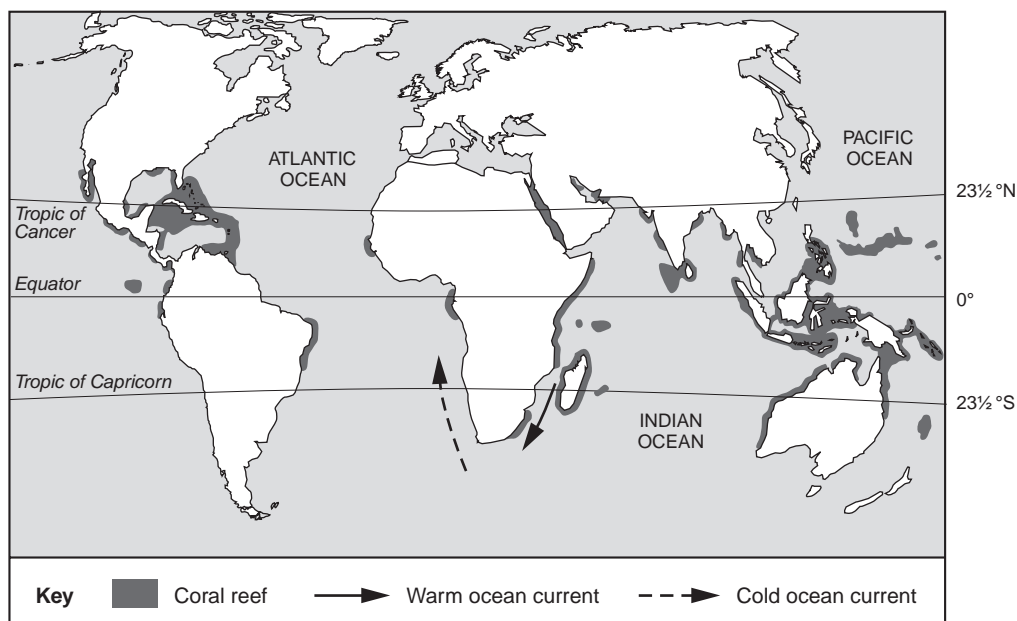 ATLANTIC
OCEAN
PACIFIC
OCEAN
23½ °N
Tropic of
Cancer
Equator
0°
Tropic of Capricorn
23½ °S
INDIAN
OCEAN
Key
Coral reef
Warm ocean current
Cold ocean current